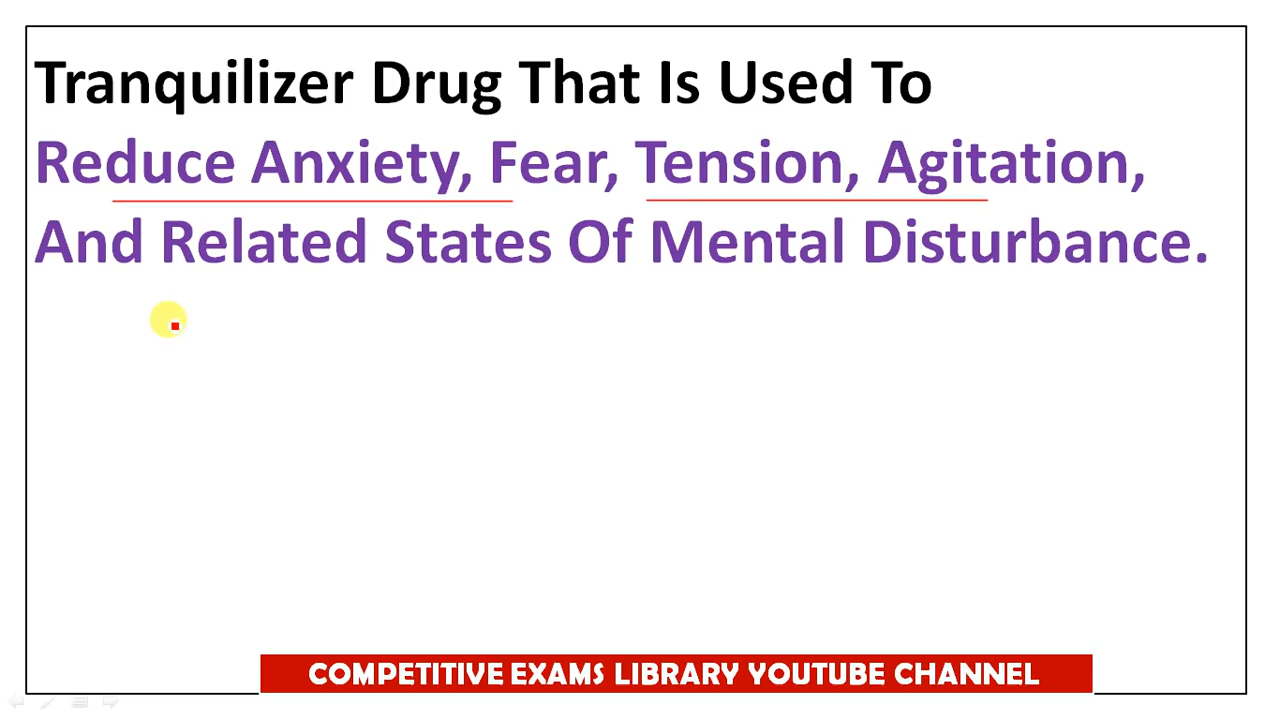 Tranquilizer Drug That Is Used To
Reduce Anxiety, Fear, Tension, Agitation,
And Related States Of Mental Disturbance.
COMPETITIVE EXAMS LIBRARY YOUTUBE CHANNEL